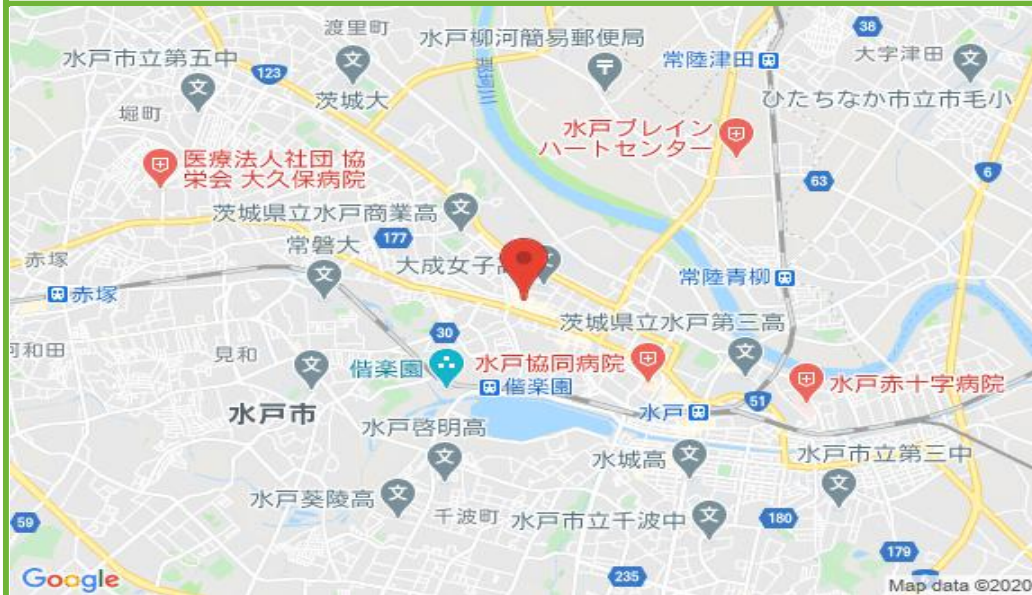 渡里町
水戸柳河簡易郵便局
38
水戸市立第五中
常陸津田
大字津田
123
茨城大
ひたちなか市立市毛小
堀町
水戸ブレイン
ハートセンター
医療法人社団 協
栄会 大久保病院
63
6
茨城県立水戸商業高
177
常磐大
赤塚
大成女子高
常陸青柳
赤塚
茨城県立水戸第三高
30
河和田
見和
偕楽園
水戸協同病院
偕楽園
水戸赤十字病院
51
水戸市
水戸
水戸啓明高
水城高
水戸市立第三中
水戸葵陵高
千波町
水戸市立千波中
180
59
179
235
Google
Map data ©2020